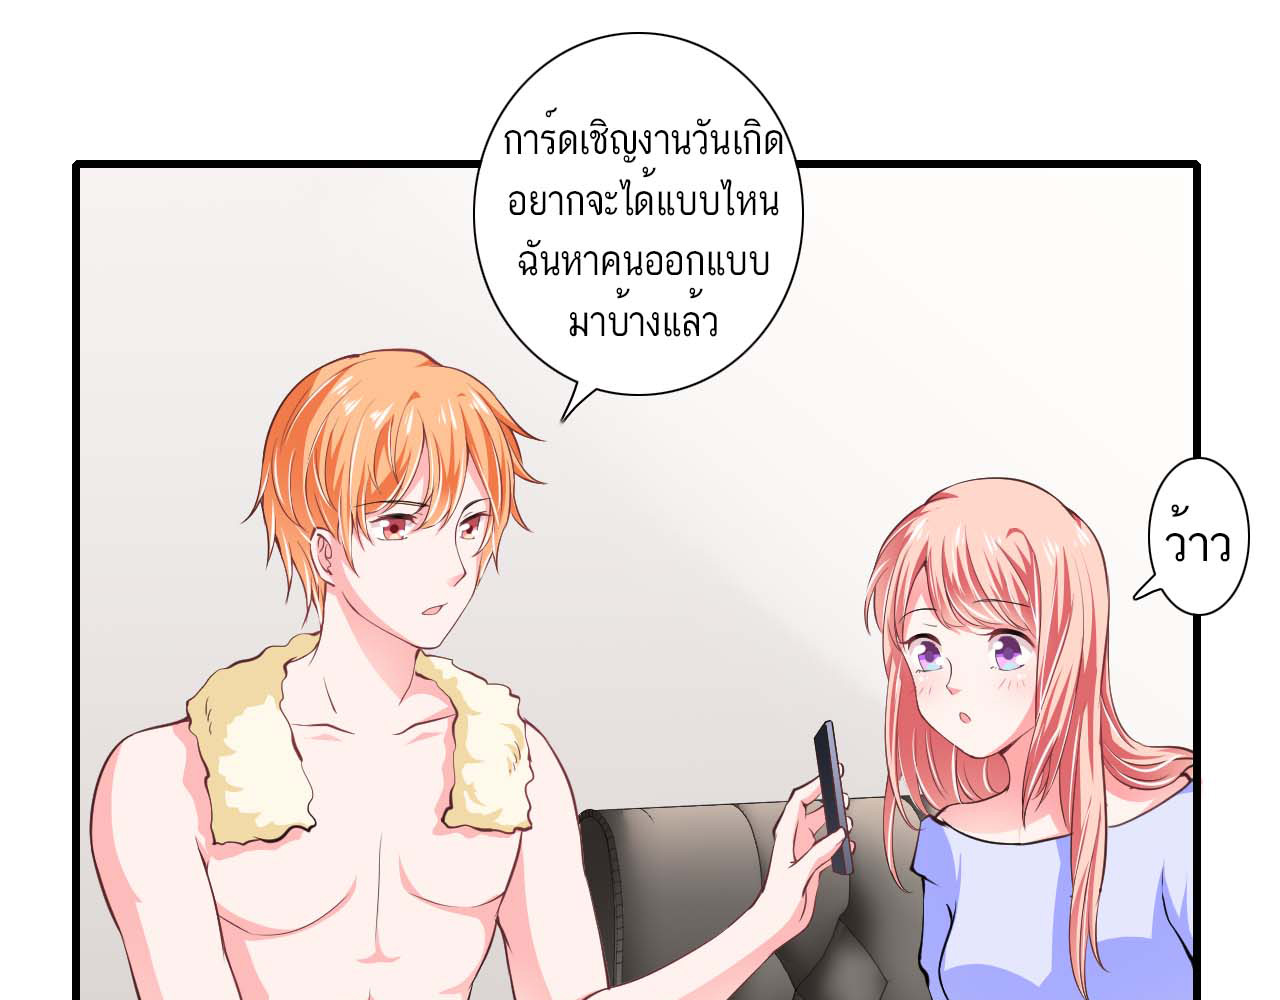 การ์ดเชิญงานวันเกิด
อยากจะได้แบบไหน
ฉันหาคนออกแบบ
มาบ้างแล้ว
ว้าว